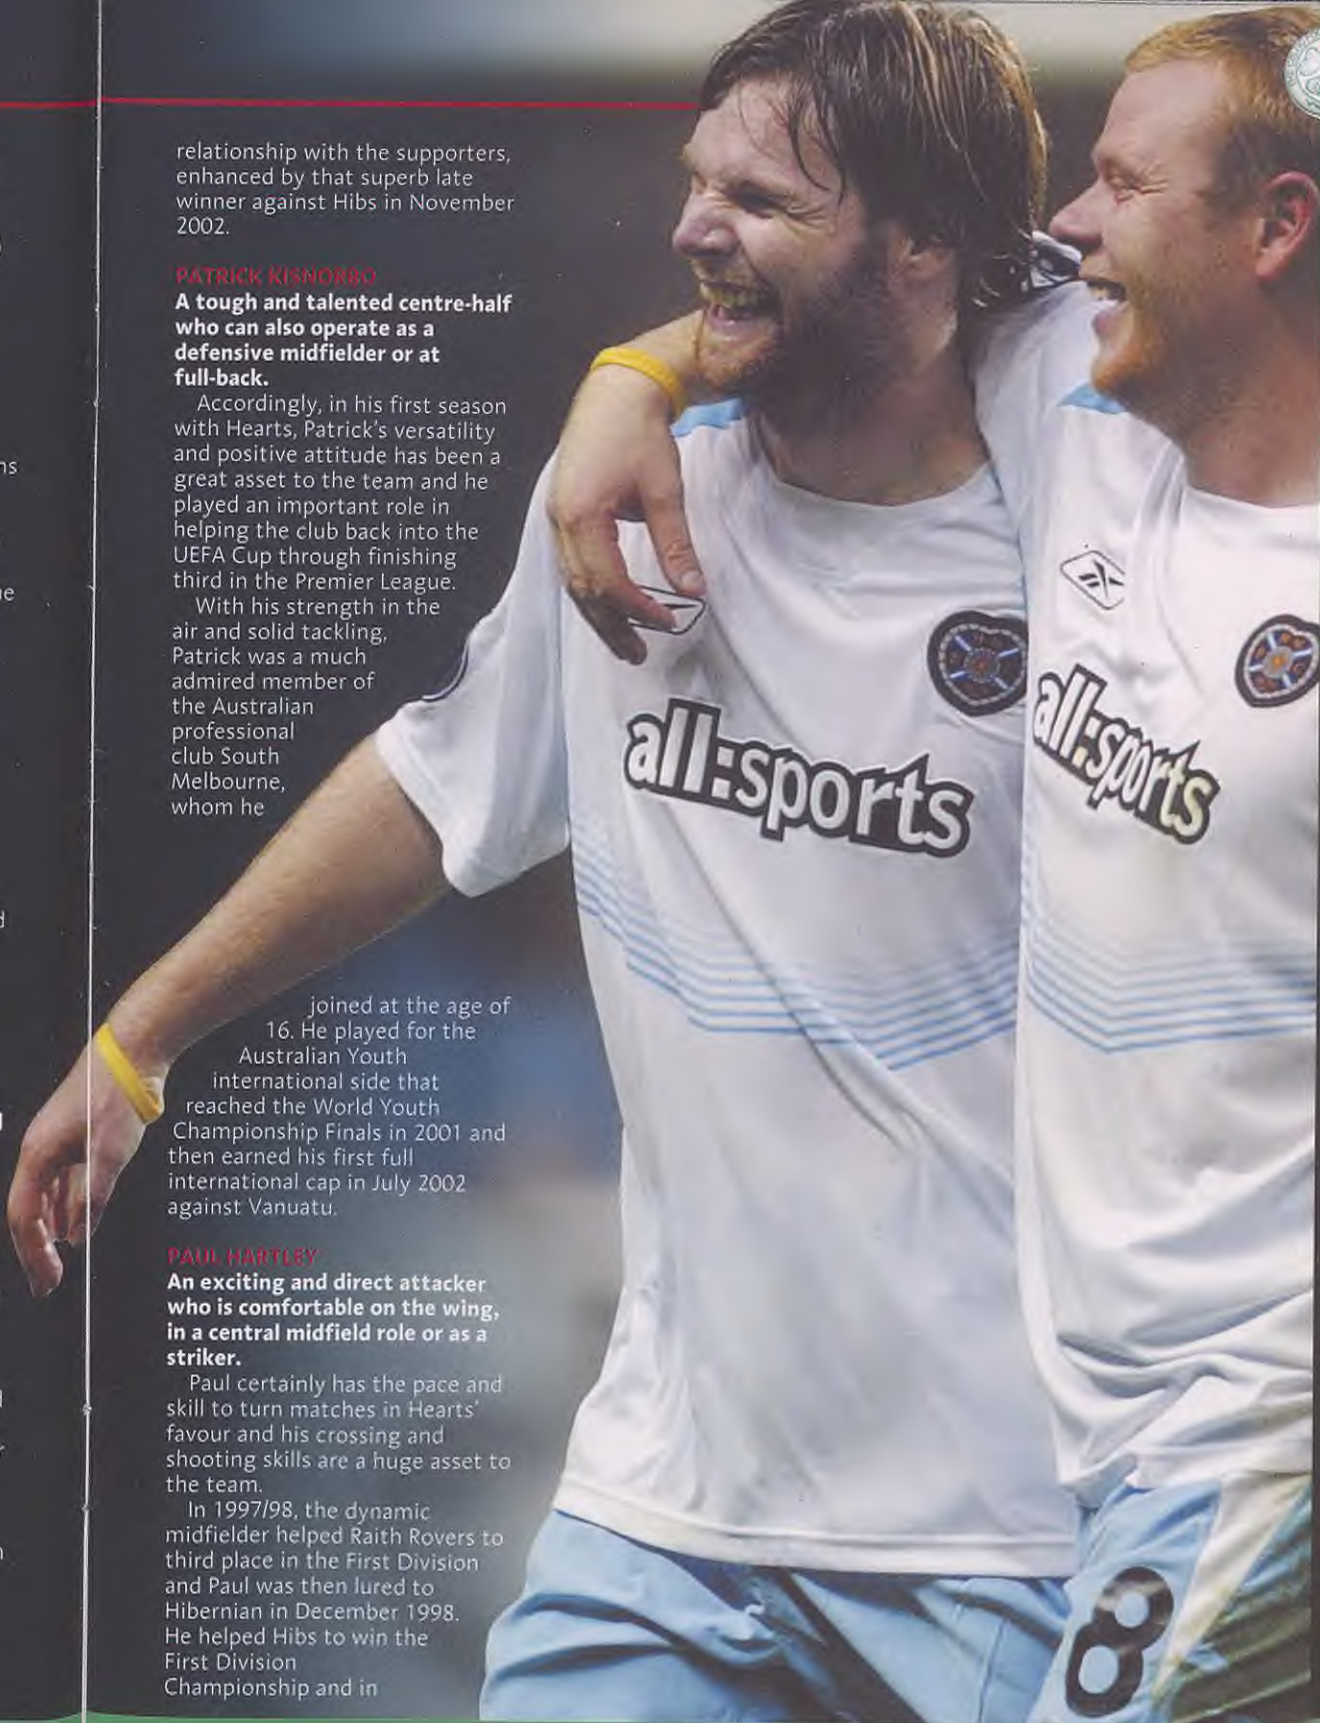 relationship with the supporters,
enhanced by that superb late
winner against Hibs in November
2002.
PATRICK KISNORBO
A tough and talented centre-half
who can also operate as a
defensive midfielder or at
full-back.
Accordingly, in his first season
with Hearts, Patrick's versatility
and positive attitude has been a
great asset to the team and he
played an important role in
helping the club back into the
UEFA Cup through finishing
third in the Premier League.
With his strength in the
air and solid tackling,
Patrick was a much
admired member of
the Australian
professional
club South
Melbourne,
whom he
joined at the age of
16. He played for the
Australian Youth
international side that
reached the World Youth
Championship Finals in 2001 and
then earned his first full
international cap in July 2002
against Vanuatu.
PAUL HARTLEY
An exciting and direct attacker
who is comfortable on the wing,
in a central midfield role or as a
striker.
Paul certainly has the pace and
skill to turn matches in Hearts'
favour and his crossing and
shooting skills are a huge asset to
the team.
In 1997/98, the dynamic
midfielder helped Raith Rovers to
third place in the First Division
and Paul was then lured to
Hibernian in December 1998.
He helped Hibs to win the
First Division
Championship and in
all:sports
all:sports
8